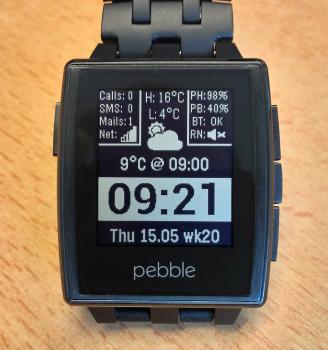 Calls: 0
SMS: 0
Mails:1
Net:
H: 16°C
L: 4°C
PH:98%
PB:40%
BT: OK
RN:
9°C @ 09:00
09:21
Thu 15.05 wk20
pebble